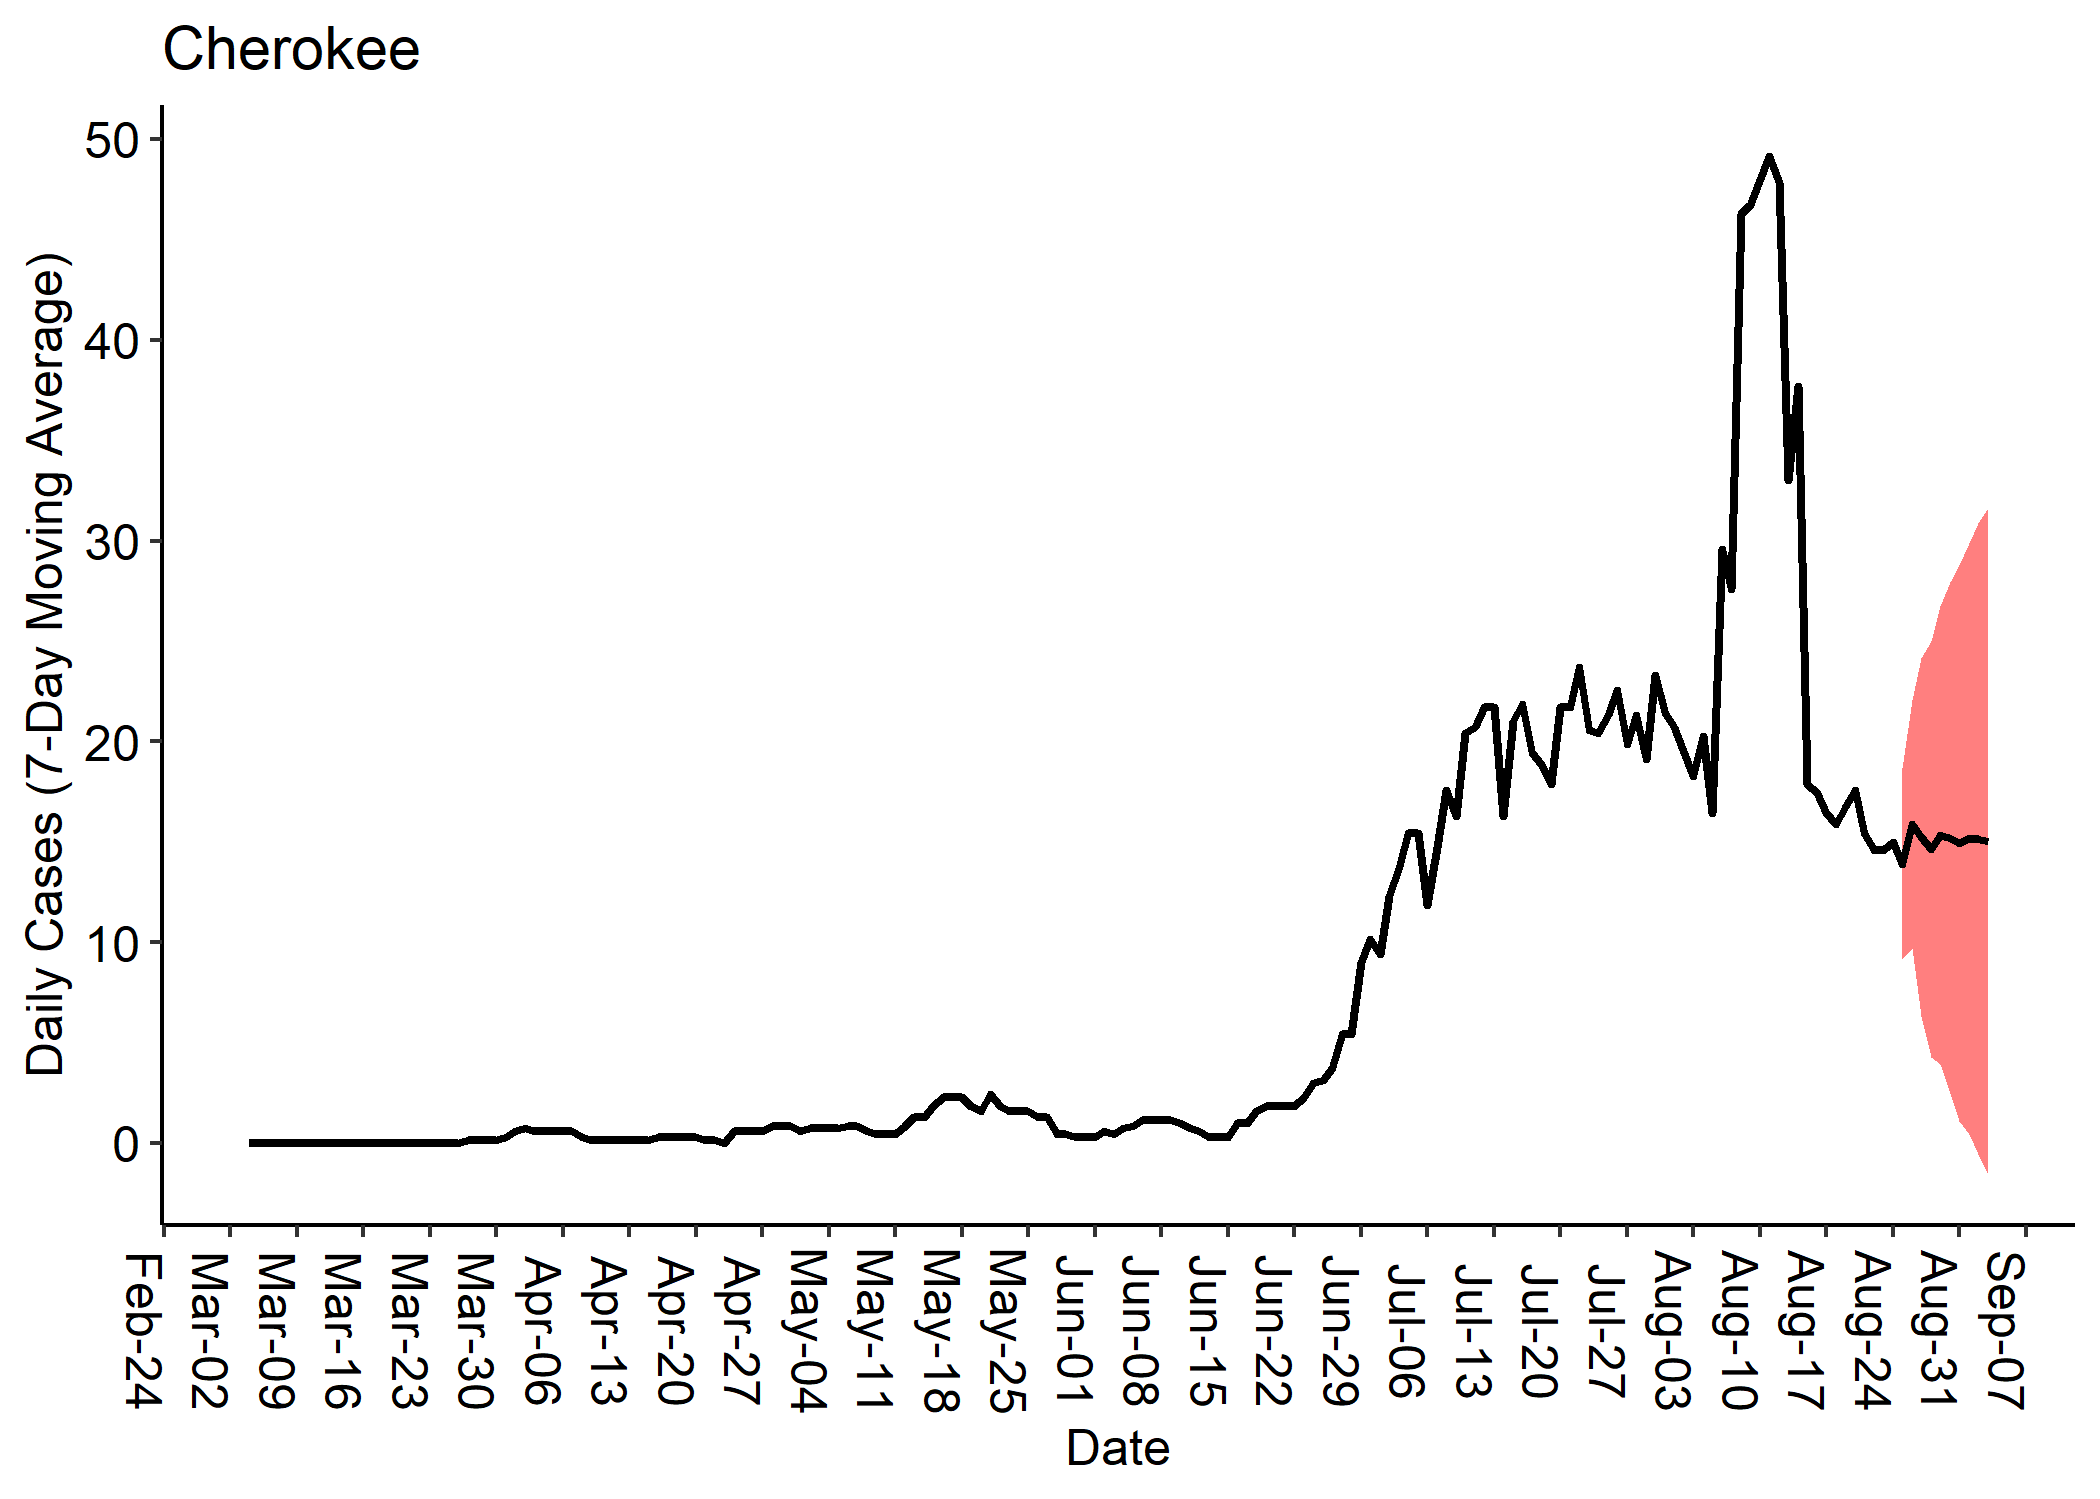 Cherokee
Daily Cases (7-Day Moving Average)
50
40
30
20
10
0
Feb-24
Mar-02
Mar-09
Mar-16
Mar-23
Mar-30
Apr-06
Apr-13
Apr-20
Apr-27
May-04
May-11
May-18
May-25
Jun-01
Jun-08
Jun-15
Jun-22
Jun-29
Jul-06
Jul-13
Jul-20
Jul-27
Aug-03
Aug-10
Aug-17
Aug-24
Aug-31
Sep-07
Date